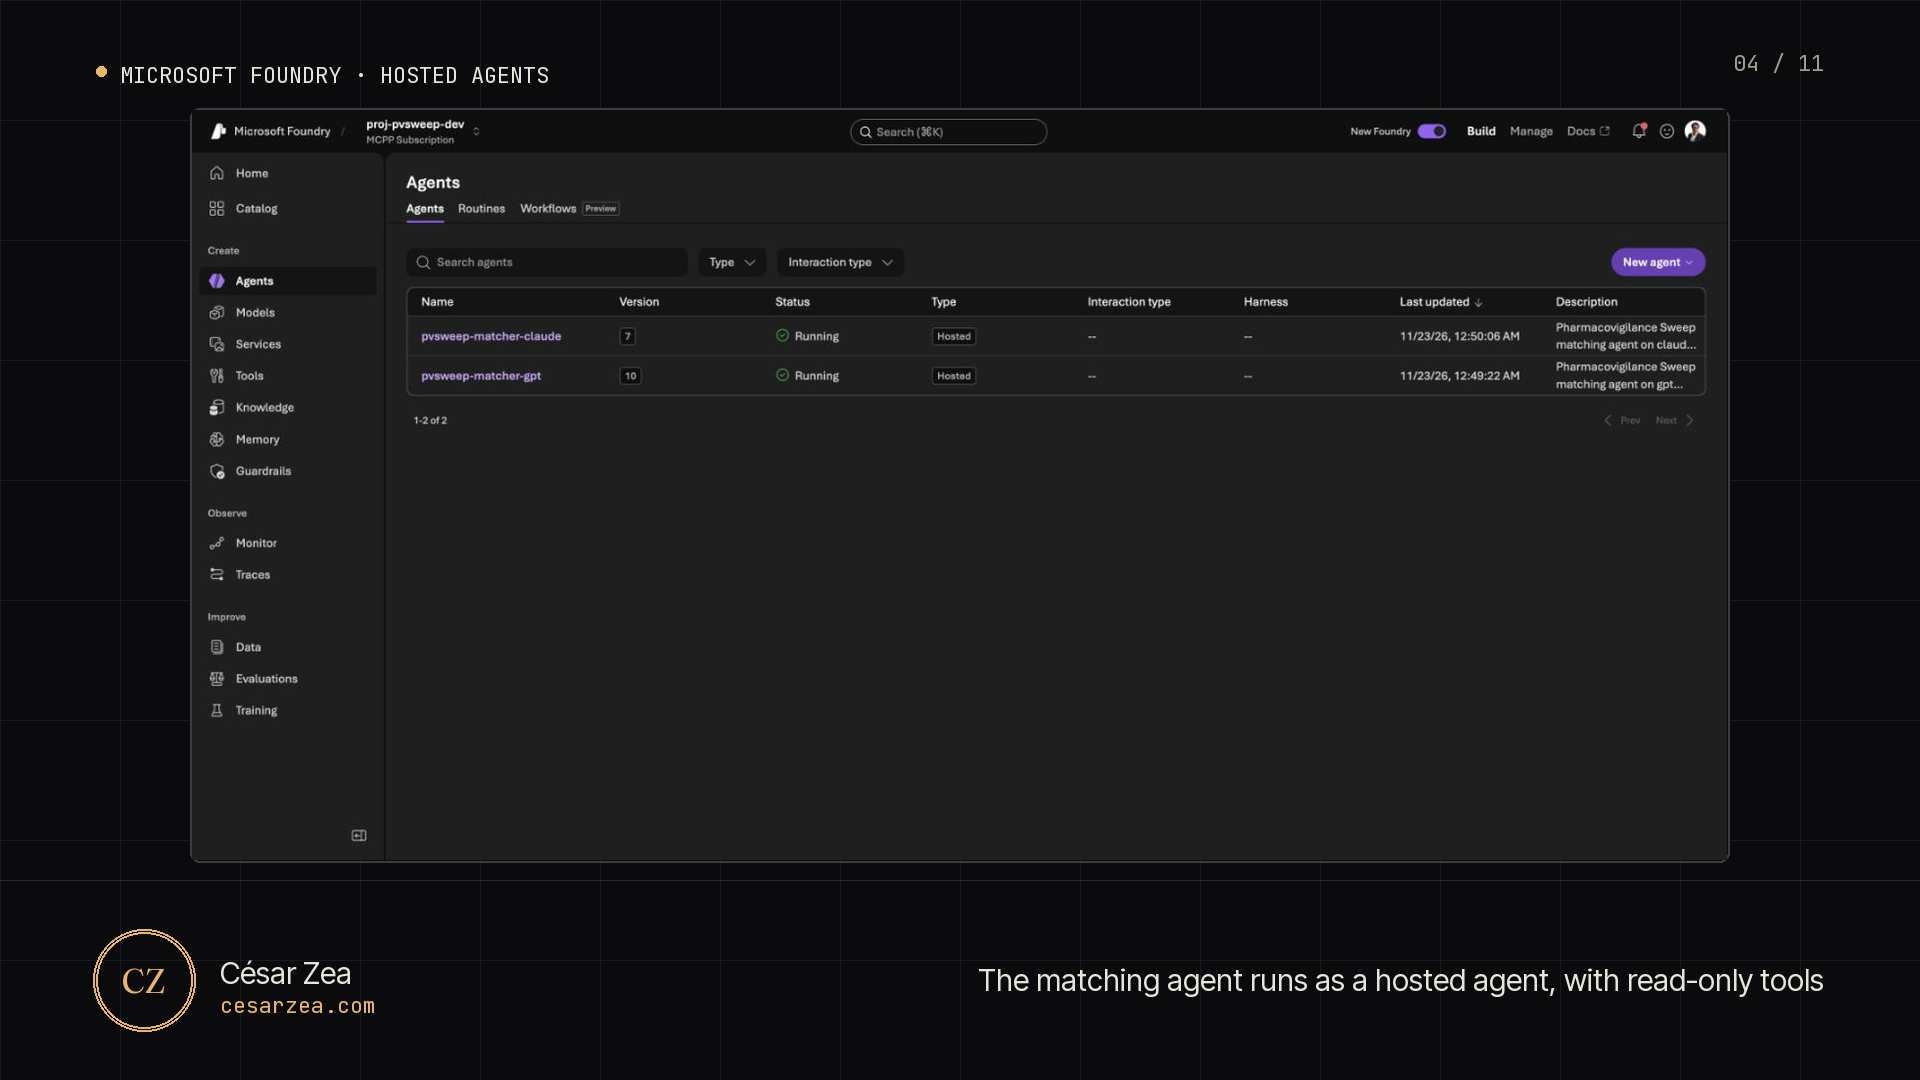 MICROSOFT FOUNDRY · HOSTED AGENTS
04 / 11
Microsoft Foundry /
proj-pvsweep-dev
MCPP Subscription
Search (⌘K)
New Foundry
Build
Manage
Docs
Home
Catalog
Create
Agents
Models
Services
Tools
Knowledge
Memory
Guardrails
Observe
Monitor
Traces
Improve
Data
Evaluations
Training
Agents
Agents Routines Workflows Preview
Search agents
Type
Interaction type
New agent
Name Version Status Type Interaction type Harness Last updated ↓ Description
pvsweep-matcher-claude 7 Running Hosted -- -- 11/23/26, 12:50:06 AM Pharmacovigilance Sweep
matching agent on claud...
pvsweep-matcher-gpt 10 Running Hosted -- -- 11/23/26, 12:49:22 AM Pharmacovigilance Sweep
matching agent on gpt...
1-2 of 2
Prev Next
CZ
César Zea
cesarzea.com
The matching agent runs as a hosted agent, with read-only tools